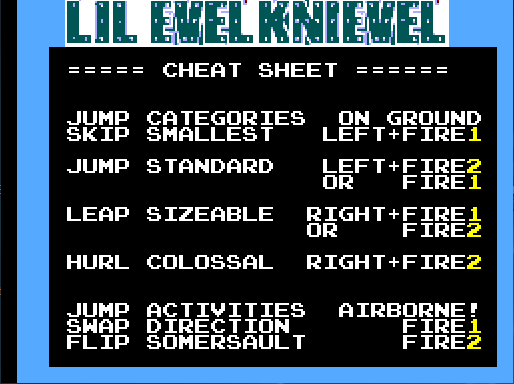 LIL EVEL KNIEVEL
===== CHEAT SHEET ======
JUMP CATEGORIES ON GROUND
SKIP SMALLEST LEFT+FIRE1
JUMP STANDARD LEFT+FIRE2
OR FIRE1
LEAP SIZEABLE RIGHT+FIRE1
OR FIRE2
HURL COLOSSAL RIGHT+FIRE2
JUMP ACTIVITIES AIRBORNE!
SWAP DIRECTION FIRE1
FLIP SOMERSAULT FIRE2